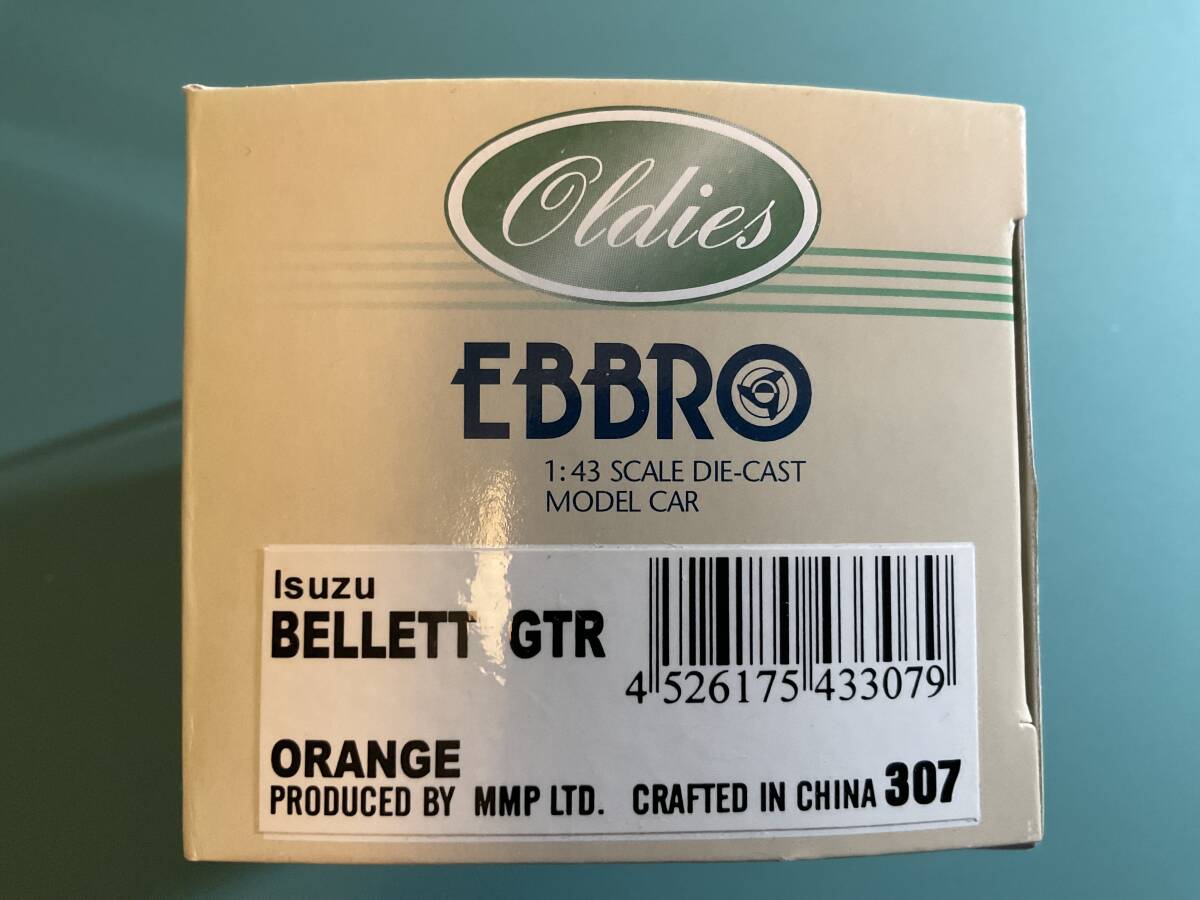 Oldies
EBBRO
1:43 SCALE DIE-CAST
MODEL CAR
Isuzu
BELLETT GTR
4 526175 433079
ORANGE
PRODUCED BY MMP LTD. CRAFTED IN CHINA 307